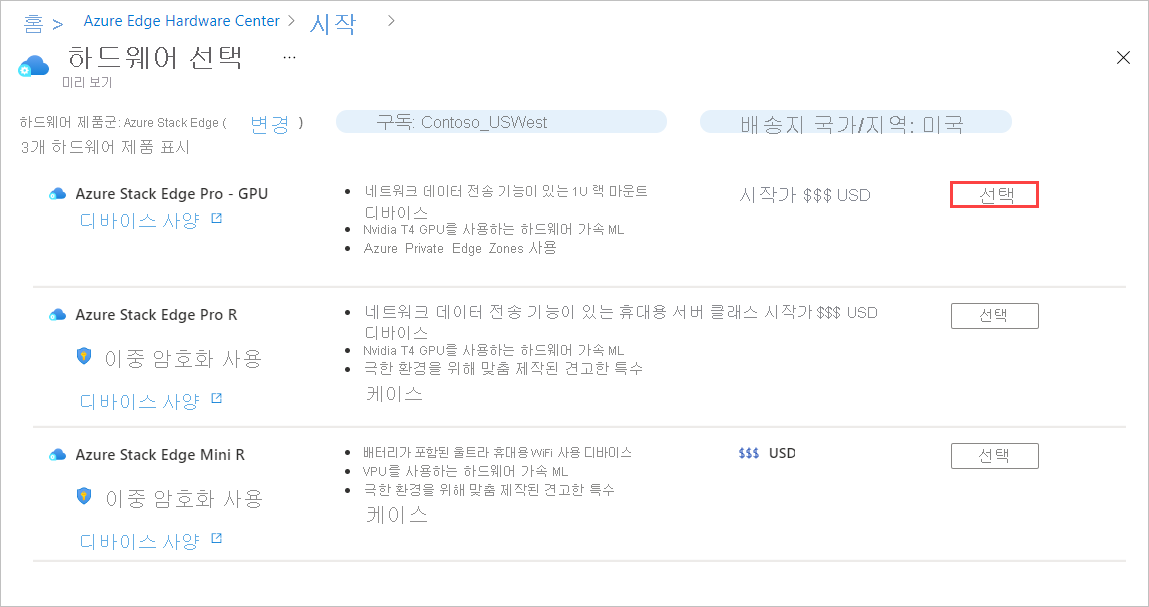 홈 > Azure Edge Hardware Center > 시작 >
하드웨어 선택 ...
미리 보기
하드웨어 제품군: Azure Stack Edge ( 변경 ) 구독: Contoso_USWest 배송지 국가/지역: 미국
3개 하드웨어 제품 표시
Azure Stack Edge Pro - GPU
디바이스 사양
• 네트워크 데이터 전송 기능이 있는 1U 랙 마운트
디바이스
• Nvidia T4 GPU를 사용하는 하드웨어 가속 ML
• Azure Private Edge Zones 사용
시작가 $$$ USD
선택
Azure Stack Edge Pro R
이중 암호화 사용
디바이스 사양
• 네트워크 데이터 전송 기능이 있는 휴대용 서버 클래스 시작가 $$$ USD
디바이스
• Nvidia T4 GPU를 사용하는 하드웨어 가속 ML
• 극한 환경을 위해 맞춤 제작된 견고한 특수
케이스
선택
Azure Stack Edge Mini R
이중 암호화 사용
디바이스 사양
• 배터리가 포함된 울트라 휴대용 WiFi 사용 디바이스
• VPU를 사용하는 하드웨어 가속 ML
• 극한 환경을 위해 맞춤 제작된 견고한 특수
케이스
$$$ USD
선택